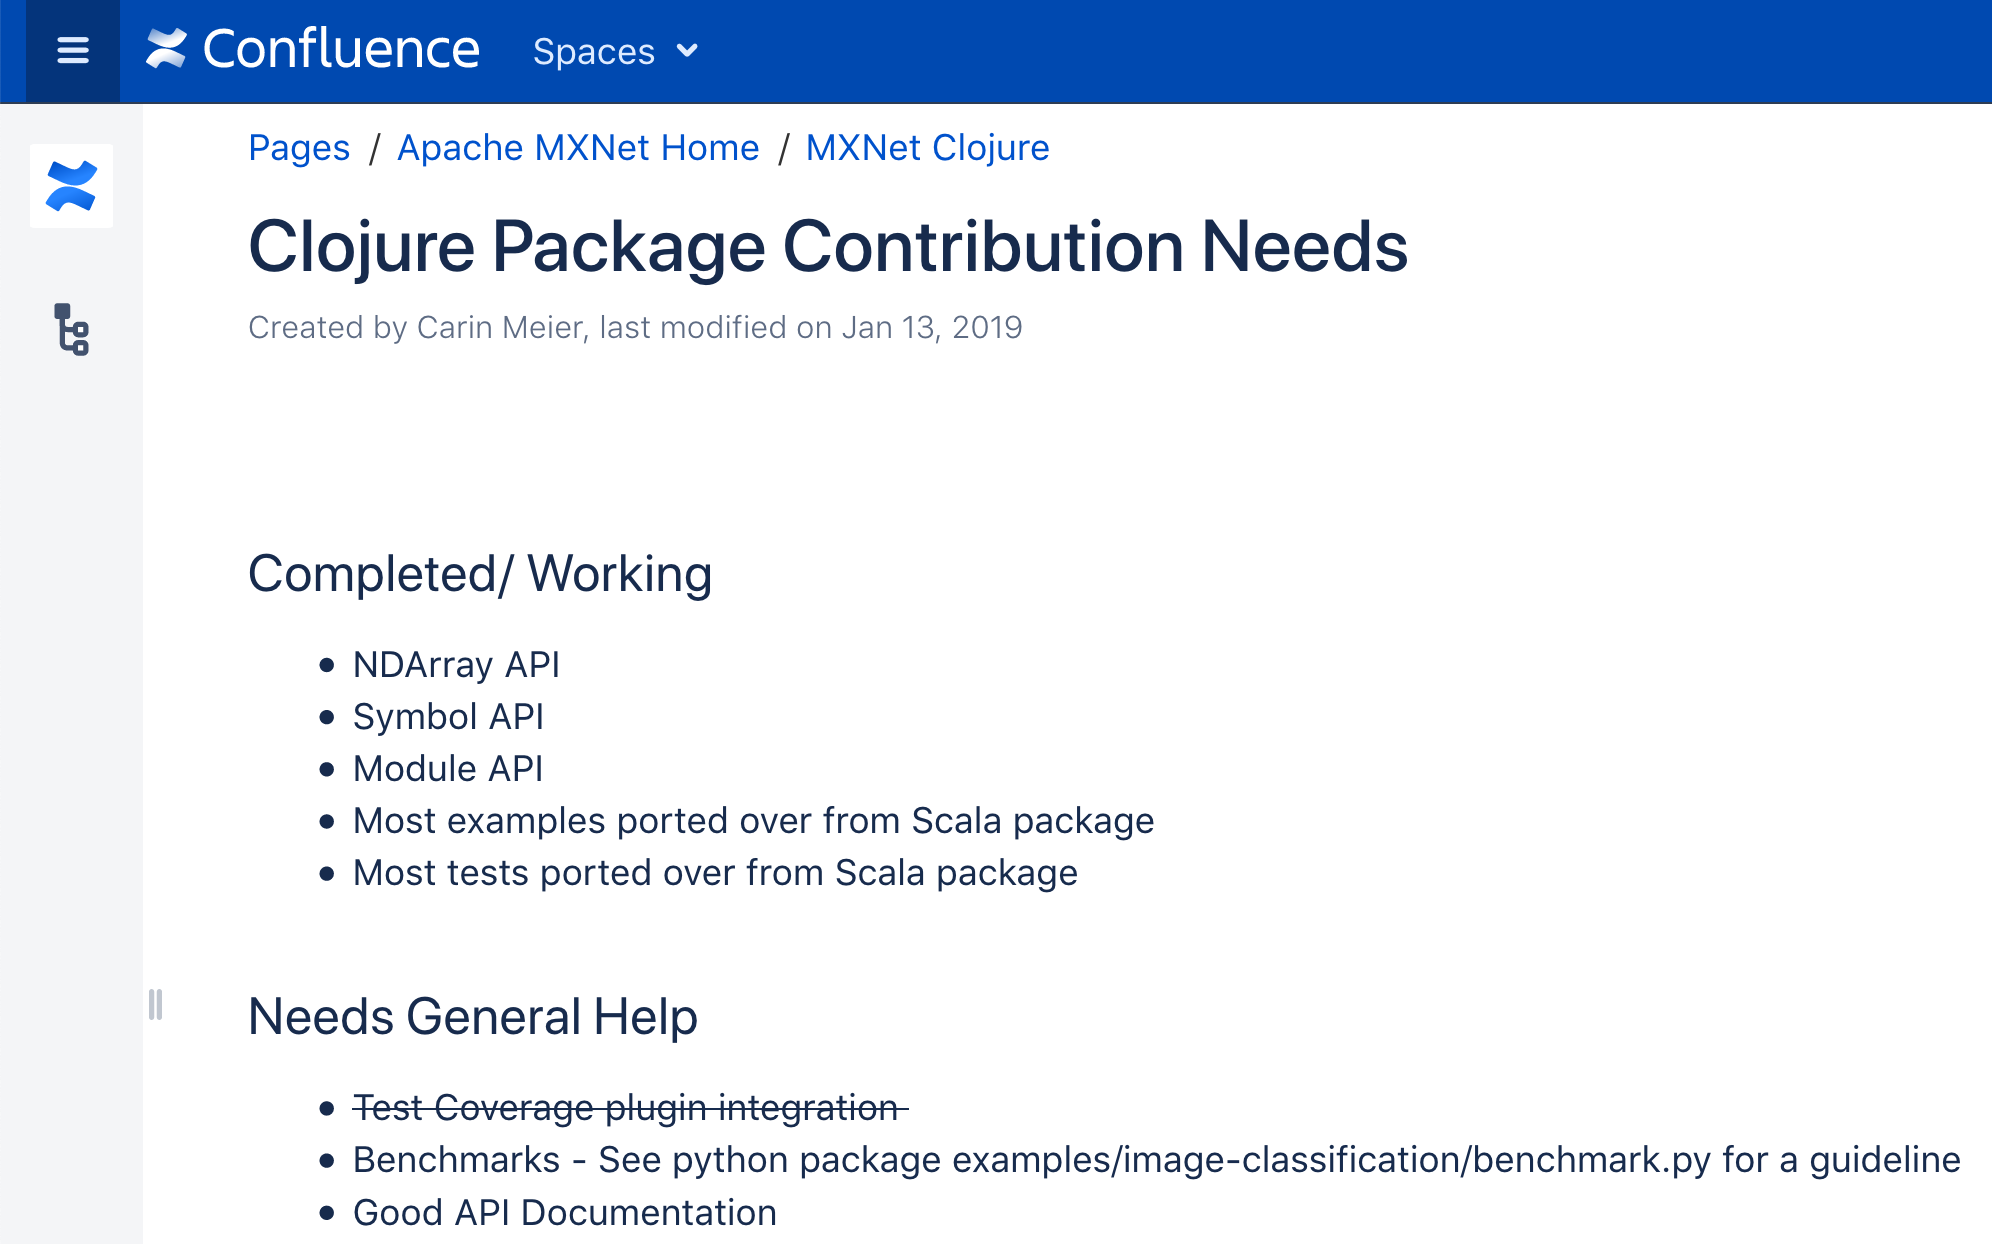 Confluence Spaces
Pages / Apache MXNet Home / MXNet Clojure
Clojure Package Contribution Needs
Created by Carin Meier, last modified on Jan 13, 2019
Completed/ Working
• NDArray API
• Symbol API
• Module API
• Most examples ported over from Scala package
• Most tests ported over from Scala package
Needs General Help
• Test Coverage plugin integration
• Benchmarks - See python package examples/image-classification/benchmark.py for a guideline
• Good API Documentation